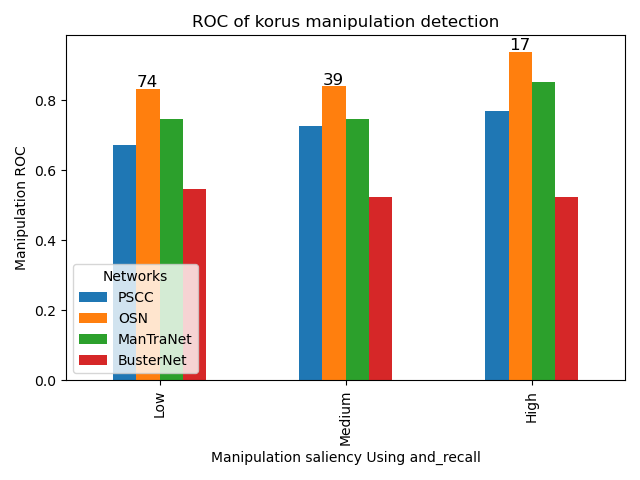 ROC of korus manipulation detection
74
39
17
Manipulation ROC
0.8
0.6
0.4
0.2
0.0
Networks
PSCC
OSN
ManTraNet
BusterNet
Low
Medium
High
Manipulation saliency Using and_recall